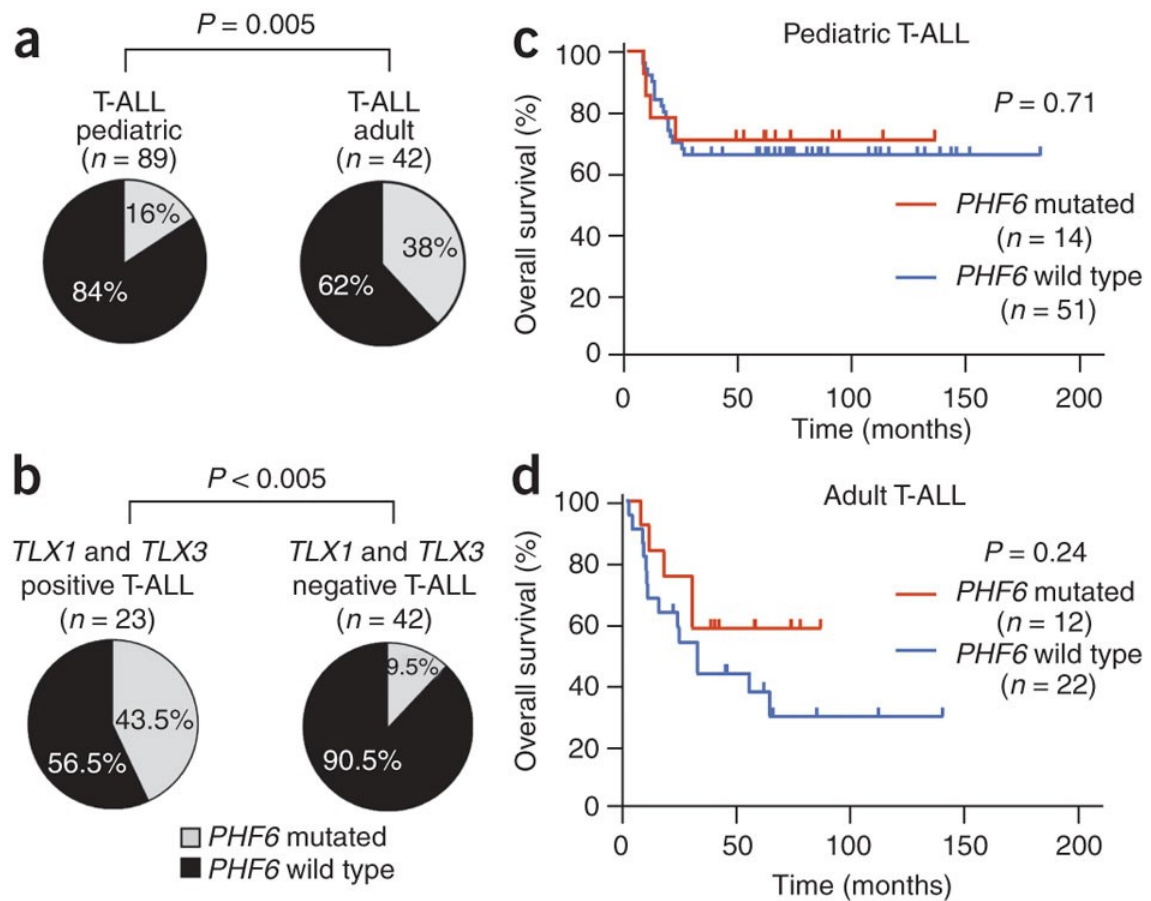 a
P = 0.005
T-ALL
pediatric
(n = 89)
T-ALL
adult
(n = 42)
16%
84%
38%
62%
b
P < 0.005
TLX1 and TLX3
positive T-ALL
(n = 23)
TLX1 and TLX3
negative T-ALL
(n = 42)
43.5%
56.5%
9.5%
90.5%
PHF6 mutated
PHF6 wild type
c
Pediatric T-ALL
Overall survival (%)
100
80
60
40
20
0
P = 0.71
PHF6 mutated
(n = 14)
PHF6 wild type
(n = 51)
0 50 100 150 200
Time (months)
d
Adult T-ALL
Overall survival (%)
100
80
60
40
20
0
P = 0.24
PHF6 mutated
(n = 12)
PHF6 wild type
(n = 22)
0 50 100 150 200
Time (months)